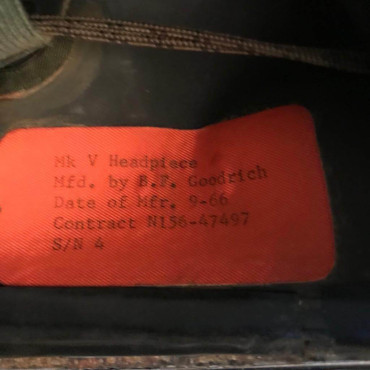 Mk V Headpiece
Mfd. by B.F. Goodrich
Date of Mfr. 9-66
Contract N156-47497
S/N 4